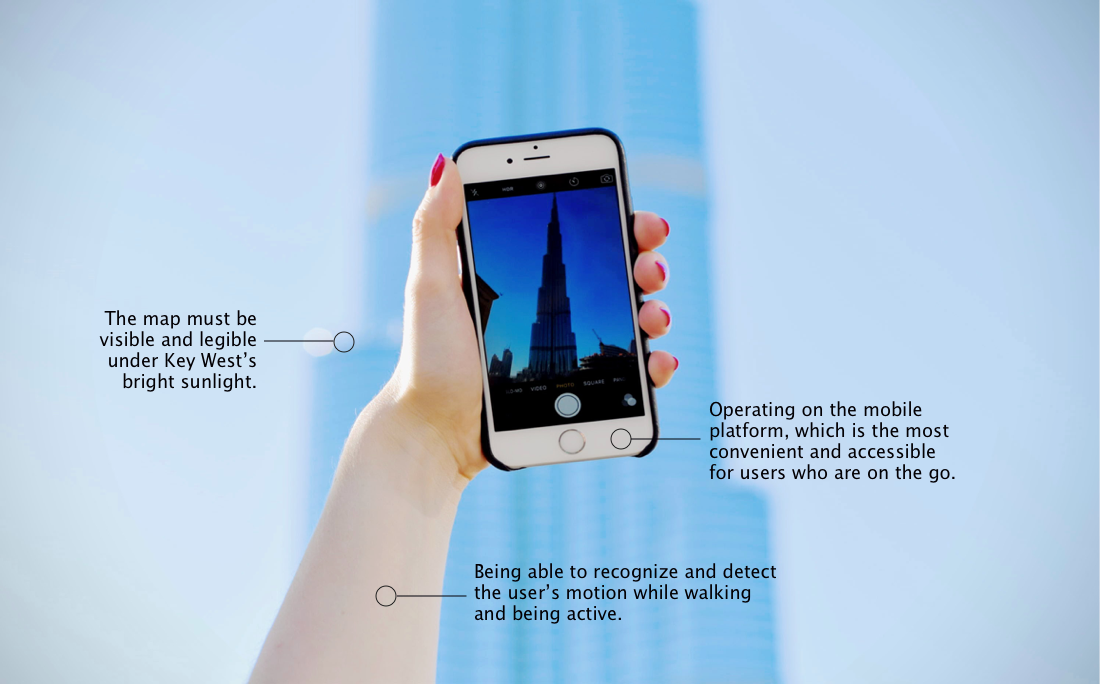 HDR
The map must be
visible and legible
under Key West's
bright sunlight.
VIDEO PHOTO SQUARE
Operating on the mobile
platform, which is the most
convenient and accessible
for users who are on the go.
Being able to recognize and detect
the user's motion while walking
and being active.